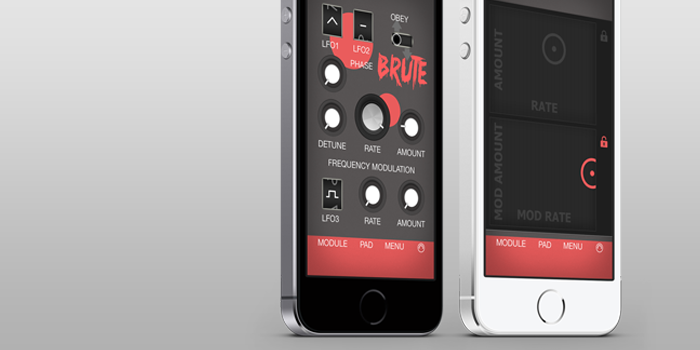 OBEY
LFO1 LFO2
PHASE
BRUTE
DETUNE RATE AMOUNT
FREQUENCY MODULATION
LFO3 RATE AMOUNT
MODULE PAD MENU
AMOUNT
RATE
MOD AMOUNT
MOD RATE
MODULE PAD MENU